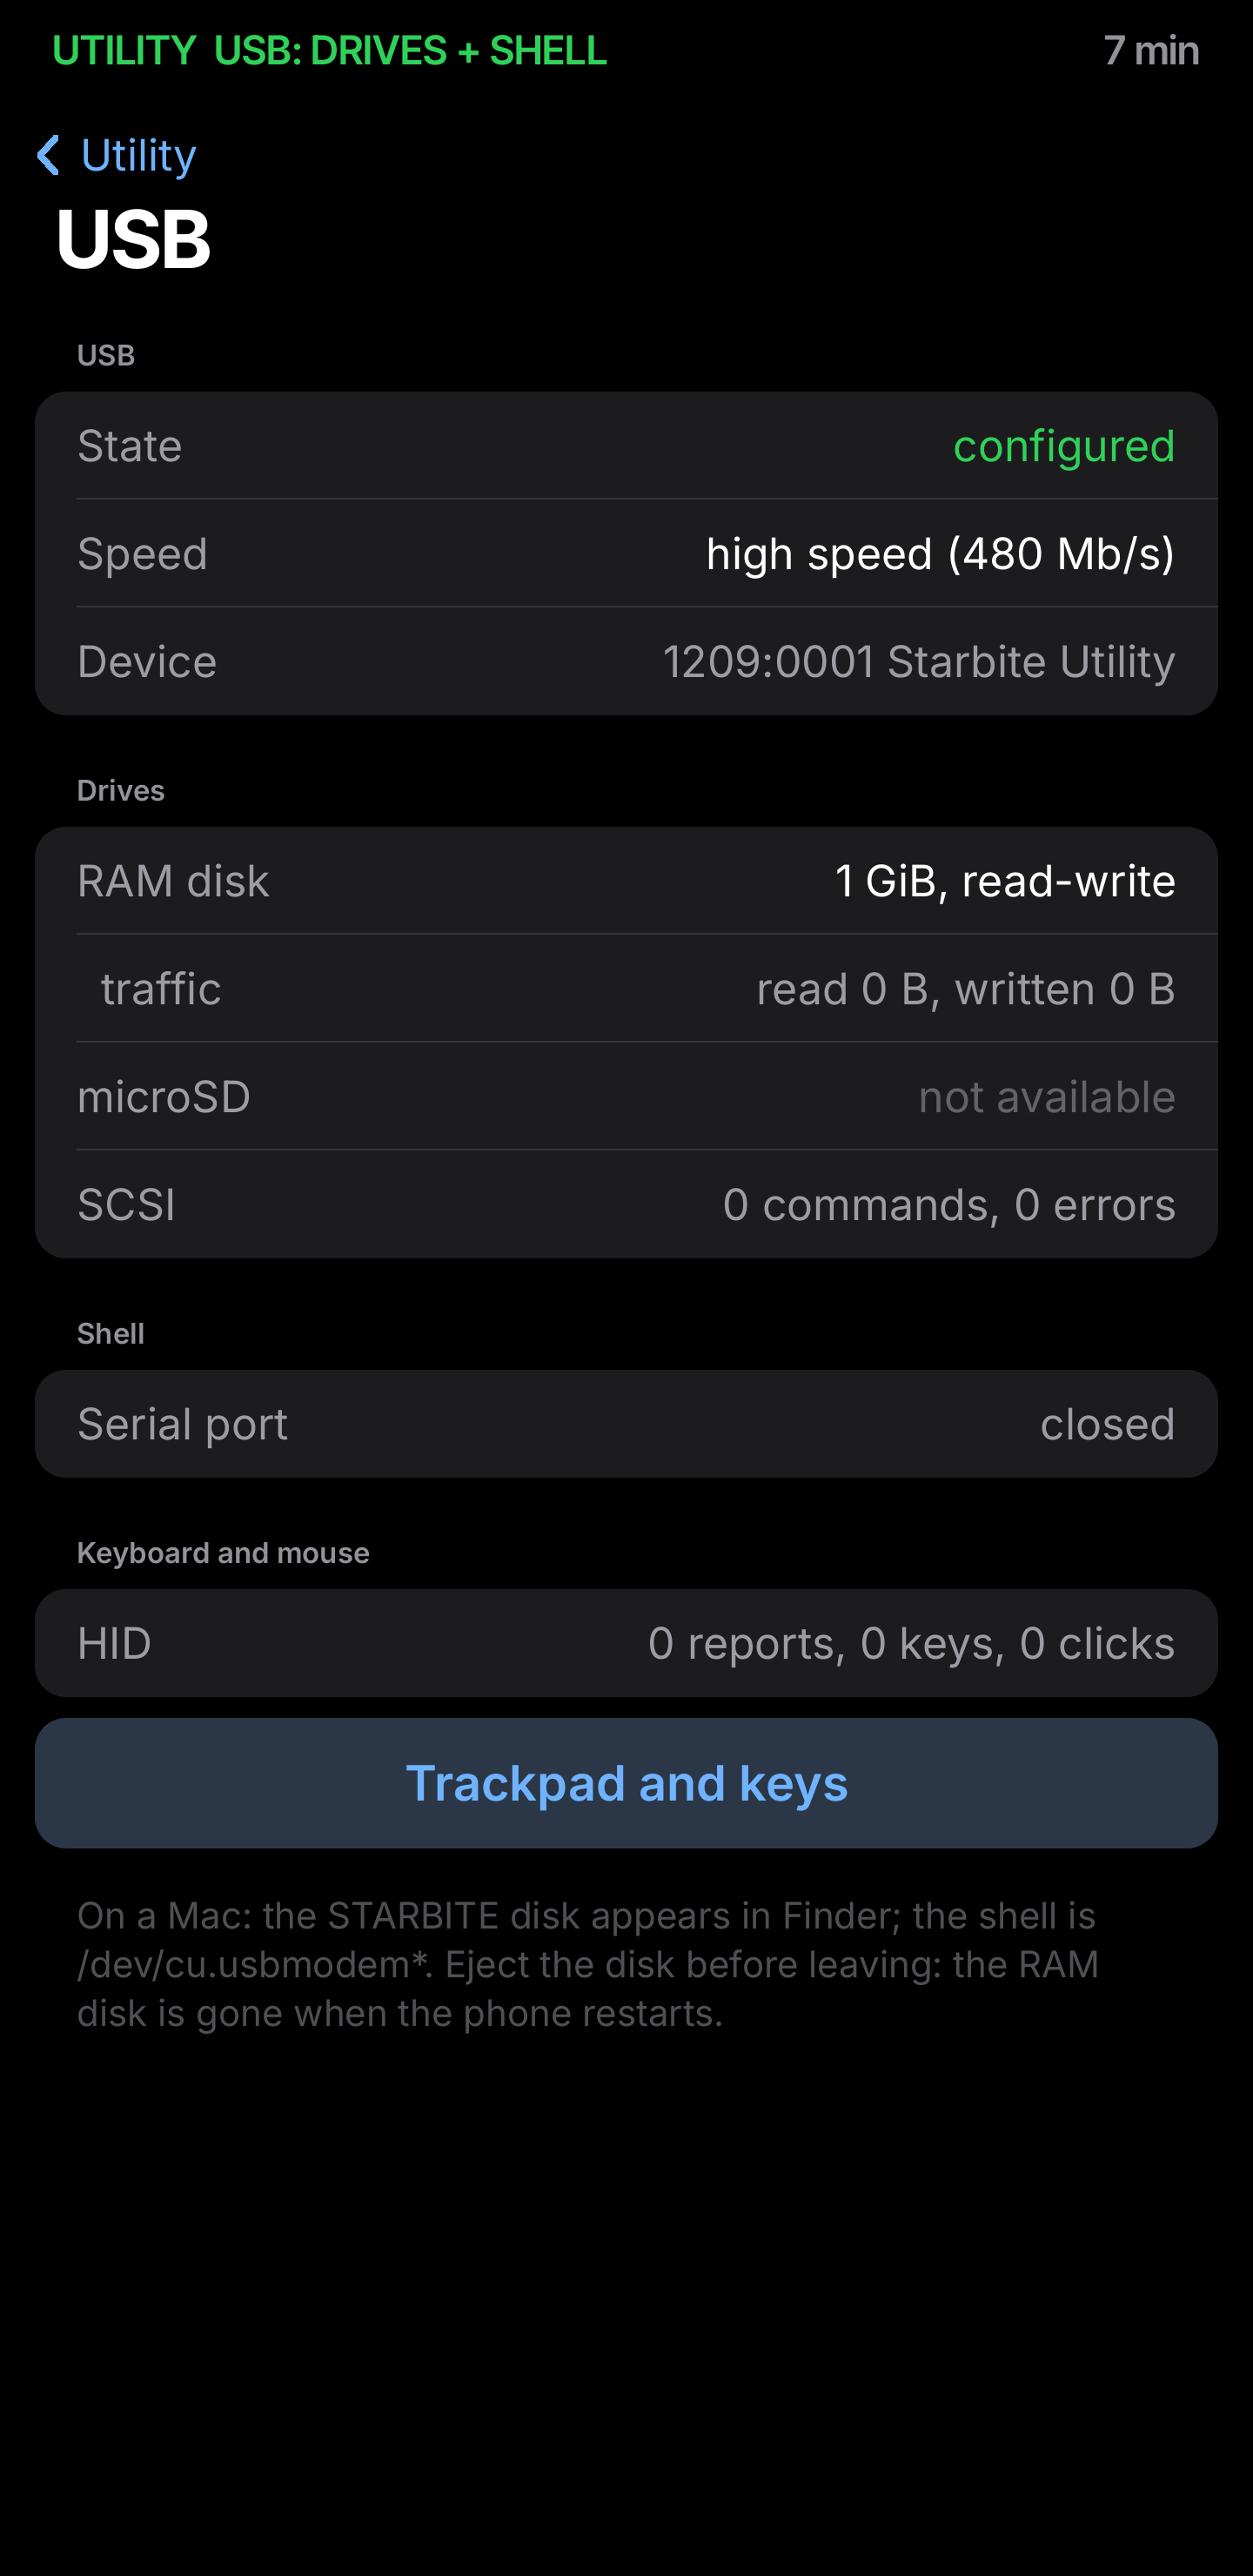 UTILITY USB: DRIVES + SHELL 7 min
Utility
USB
USB
State configured
Speed high speed (480 Mb/s)
Device 1209:0001 Starbite Utility
Drives
RAM disk 1 GiB, read-write
traffic read 0 B, written 0 B
microSD not available
SCSI 0 commands, 0 errors
Shell
Serial port closed
Keyboard and mouse
HID 0 reports, 0 keys, 0 clicks
Trackpad and keys
On a Mac: the STARBITE disk appears in Finder; the shell is
/dev/cu.usbmodem*. Eject the disk before leaving: the RAM
disk is gone when the phone restarts.